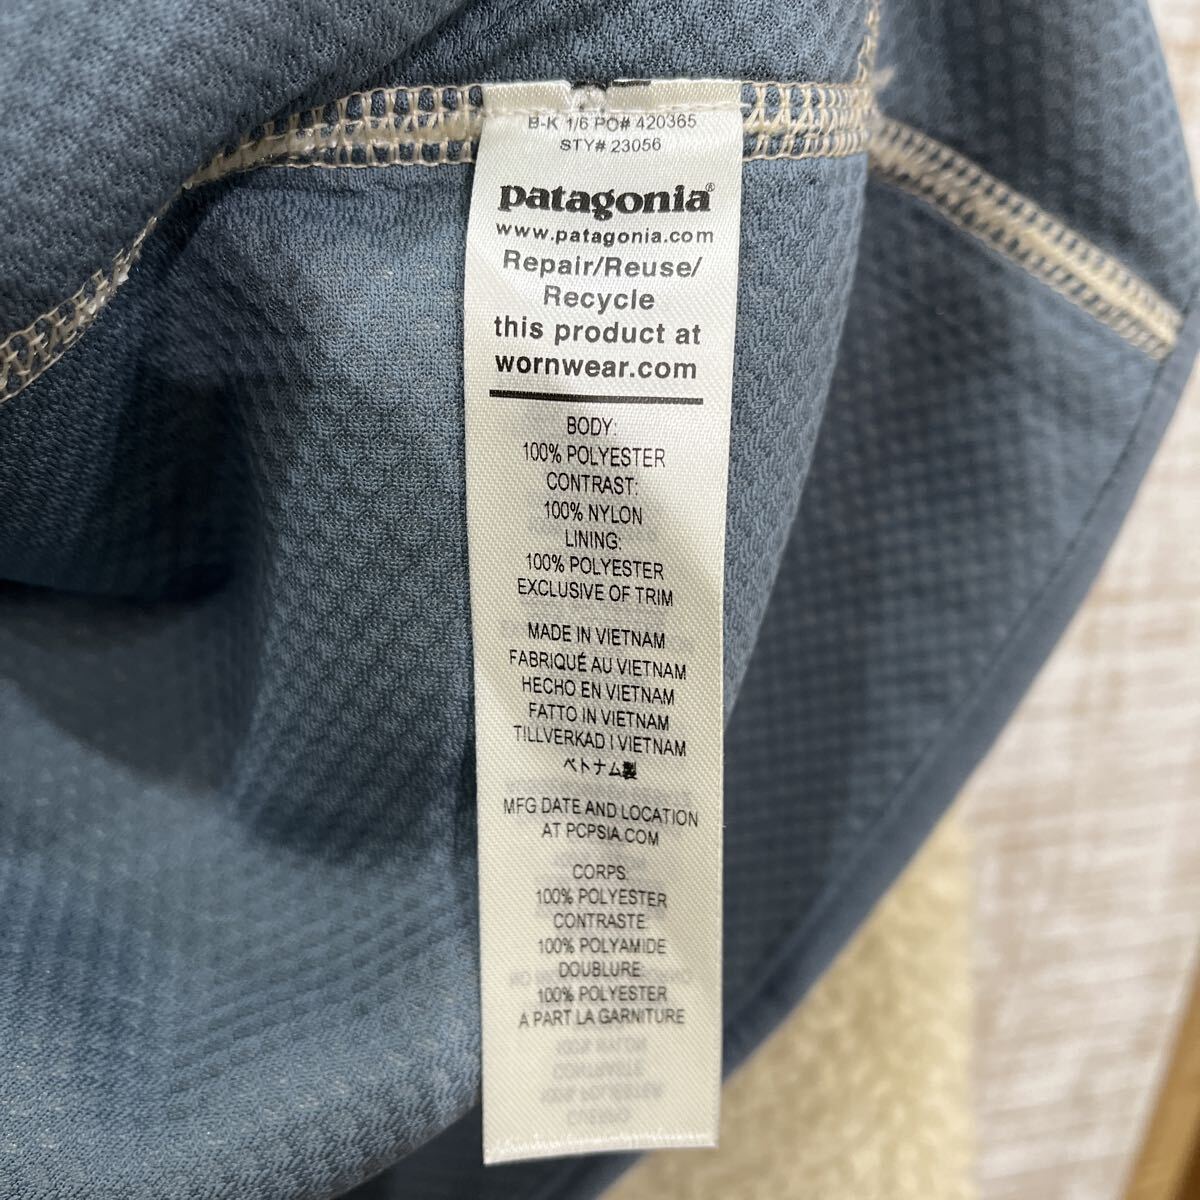 B-K 1/6 PO# 420365
STY# 23056
patagonia®
www.patagonia.com
Repair/Reuse/
Recycle
this product at
wornwear.com
BODY:
100% POLYESTER
CONTRAST:
100% NYLON
LINING:
100% POLYESTER
EXCLUSIVE OF TRIM
MADE IN VIETNAM
FABRIQUÉ AU VIETNAM
HECHO EN VIETNAM
FATTO IN VIETNAM
TILLVERKAD I VIETNAM
ベトナム製
MFG DATE AND LOCATION
AT PCPSIA.COM
CORPS:
100% POLYESTER
CONTRASTE:
100% POLYAMIDE
DOUBLURE:
100% POLYESTER
A PART LA GARNITURE